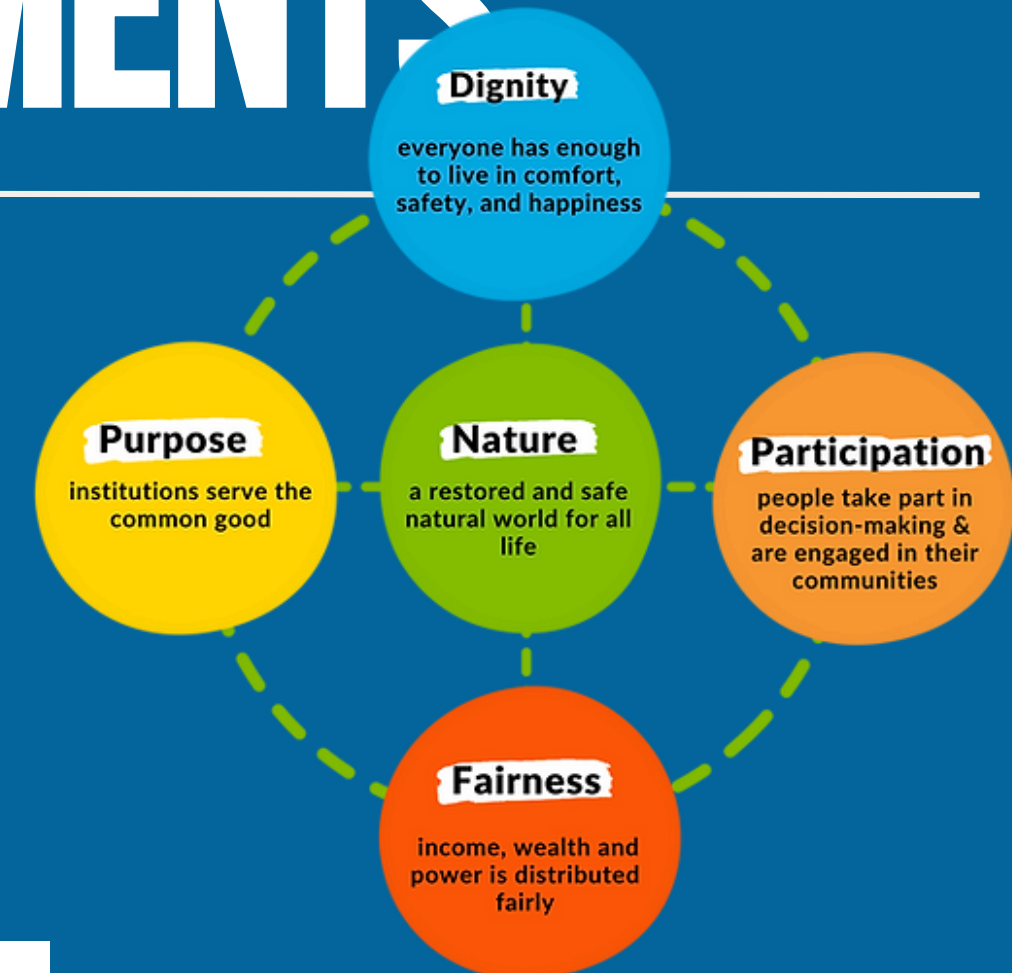 MENTS
Dignity
everyone has enough
to live in comfort,
safety, and happiness
Purpose
institutions serve the
common good
Nature
a restored and safe
natural world for all
life
Participation
people take part in
decision-making &
are engaged in their
communities
Fairness
income, wealth and
power is distributed
fairly